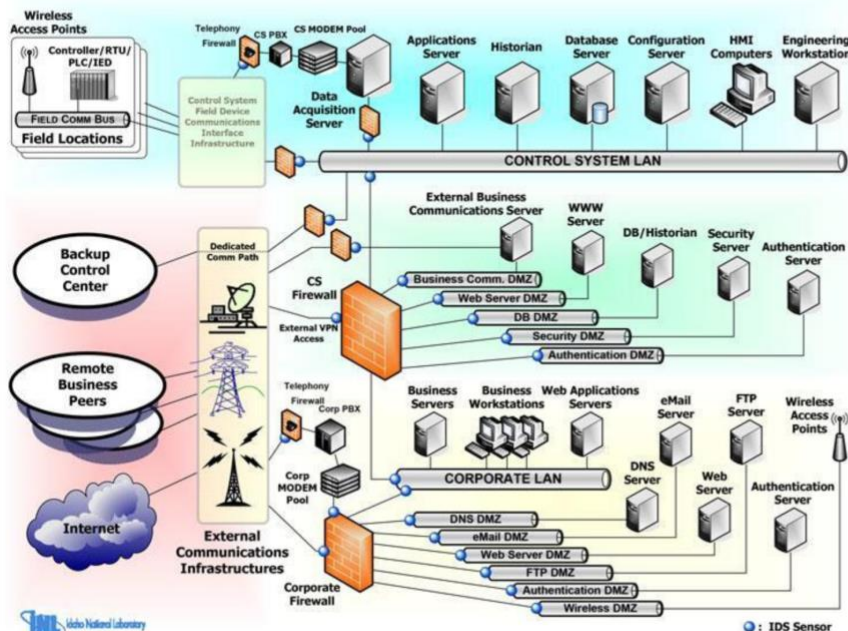 Wireless
Access Points
Controller/RTU/
PLC/IED
FIELD COMM BUS
Field Locations
Telephony
Firewall
CS PBX
CS MODEM Pool
Control System
Field Device
Communications
Interface
Infrastructure
Data
Acquisition
Server
Applications
Server
Historian
Database
Server
Configuration
Server
HMI
Computers
Engineering
Workstation
CONTROL SYSTEM LAN
Backup
Control
Center
Dedicated
Comm Path
External Business
Communications Server
WWW
Server
DB/Historian
Security
Server
Authentication
Server
CS
Firewall
External VPN
Access
Business Comm. DMZ
Web Server DMZ
DB DMZ
Security DMZ
Authentication DMZ
Remote
Business
Peers
Internet
External
Communications
Infrastructures
Telephony
Firewall
Corp PBX
Corp
MODEM
Pool
Corporate
Firewall
Business
Servers
Business
Workstations
Web Applications
Servers
eMail
Server
FTP
Server
Wireless
Access
Points
CORPORATE LAN
DNS
Server
Web
Server
Authentication
Server
DNS DMZ
eMail DMZ
Web Server DMZ
FTP DMZ
Authentication DMZ
Wireless DMZ
INL Idaho National Laboratory
: IDS Sensor